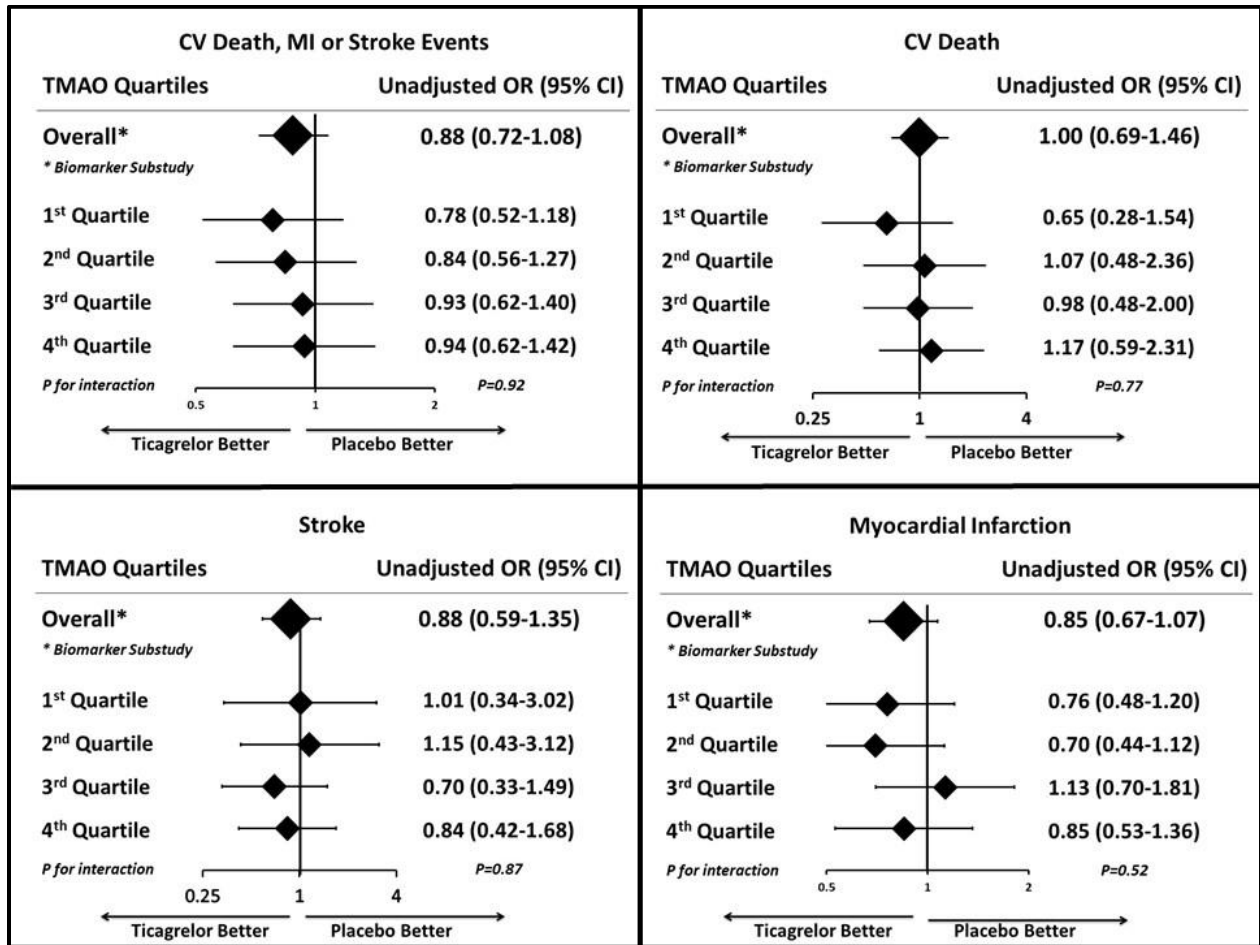 CV Death, MI or Stroke Events
TMAO Quartiles Unadjusted OR (95% CI)
Overall* 0.88 (0.72-1.08)
* Biomarker Substudy
1st Quartile 0.78 (0.52-1.18)
2nd Quartile 0.84 (0.56-1.27)
3rd Quartile 0.93 (0.62-1.40)
4th Quartile 0.94 (0.62-1.42)
P for interaction P=0.92
0.5 1 2
Ticagrelor Better Placebo Better
CV Death
TMAO Quartiles Unadjusted OR (95% CI)
Overall* 1.00 (0.69-1.46)
* Biomarker Substudy
1st Quartile 0.65 (0.28-1.54)
2nd Quartile 1.07 (0.48-2.36)
3rd Quartile 0.98 (0.48-2.00)
4th Quartile 1.17 (0.59-2.31)
P for interaction P=0.77
0.25 1 4
Ticagrelor Better Placebo Better
Stroke
TMAO Quartiles Unadjusted OR (95% CI)
Overall* 0.88 (0.59-1.35)
* Biomarker Substudy
1st Quartile 1.01 (0.34-3.02)
2nd Quartile 1.15 (0.43-3.12)
3rd Quartile 0.70 (0.33-1.49)
4th Quartile 0.84 (0.42-1.68)
P for interaction P=0.87
0.25 1 4
Ticagrelor Better Placebo Better
Myocardial Infarction
TMAO Quartiles Unadjusted OR (95% CI)
Overall* 0.85 (0.67-1.07)
* Biomarker Substudy
1st Quartile 0.76 (0.48-1.20)
2nd Quartile 0.70 (0.44-1.12)
3rd Quartile 1.13 (0.70-1.81)
4th Quartile 0.85 (0.53-1.36)
P for interaction P=0.52
0.5 1 2
Ticagrelor Better Placebo Better